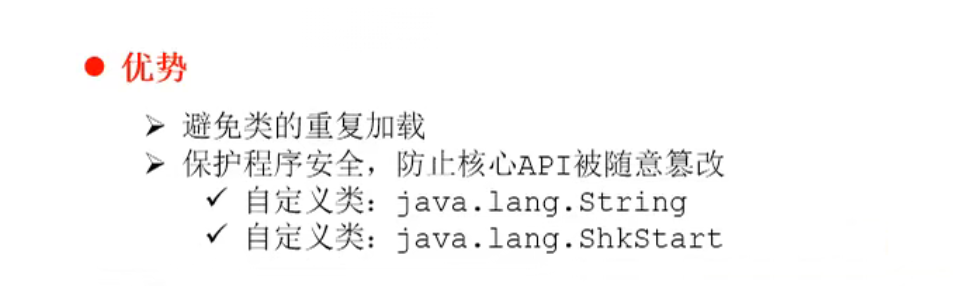 优势
避免类的重复加载
保护程序安全，防止核心API被随意篡改
自定义类：java.lang.String
自定义类：java.lang.ShkStart